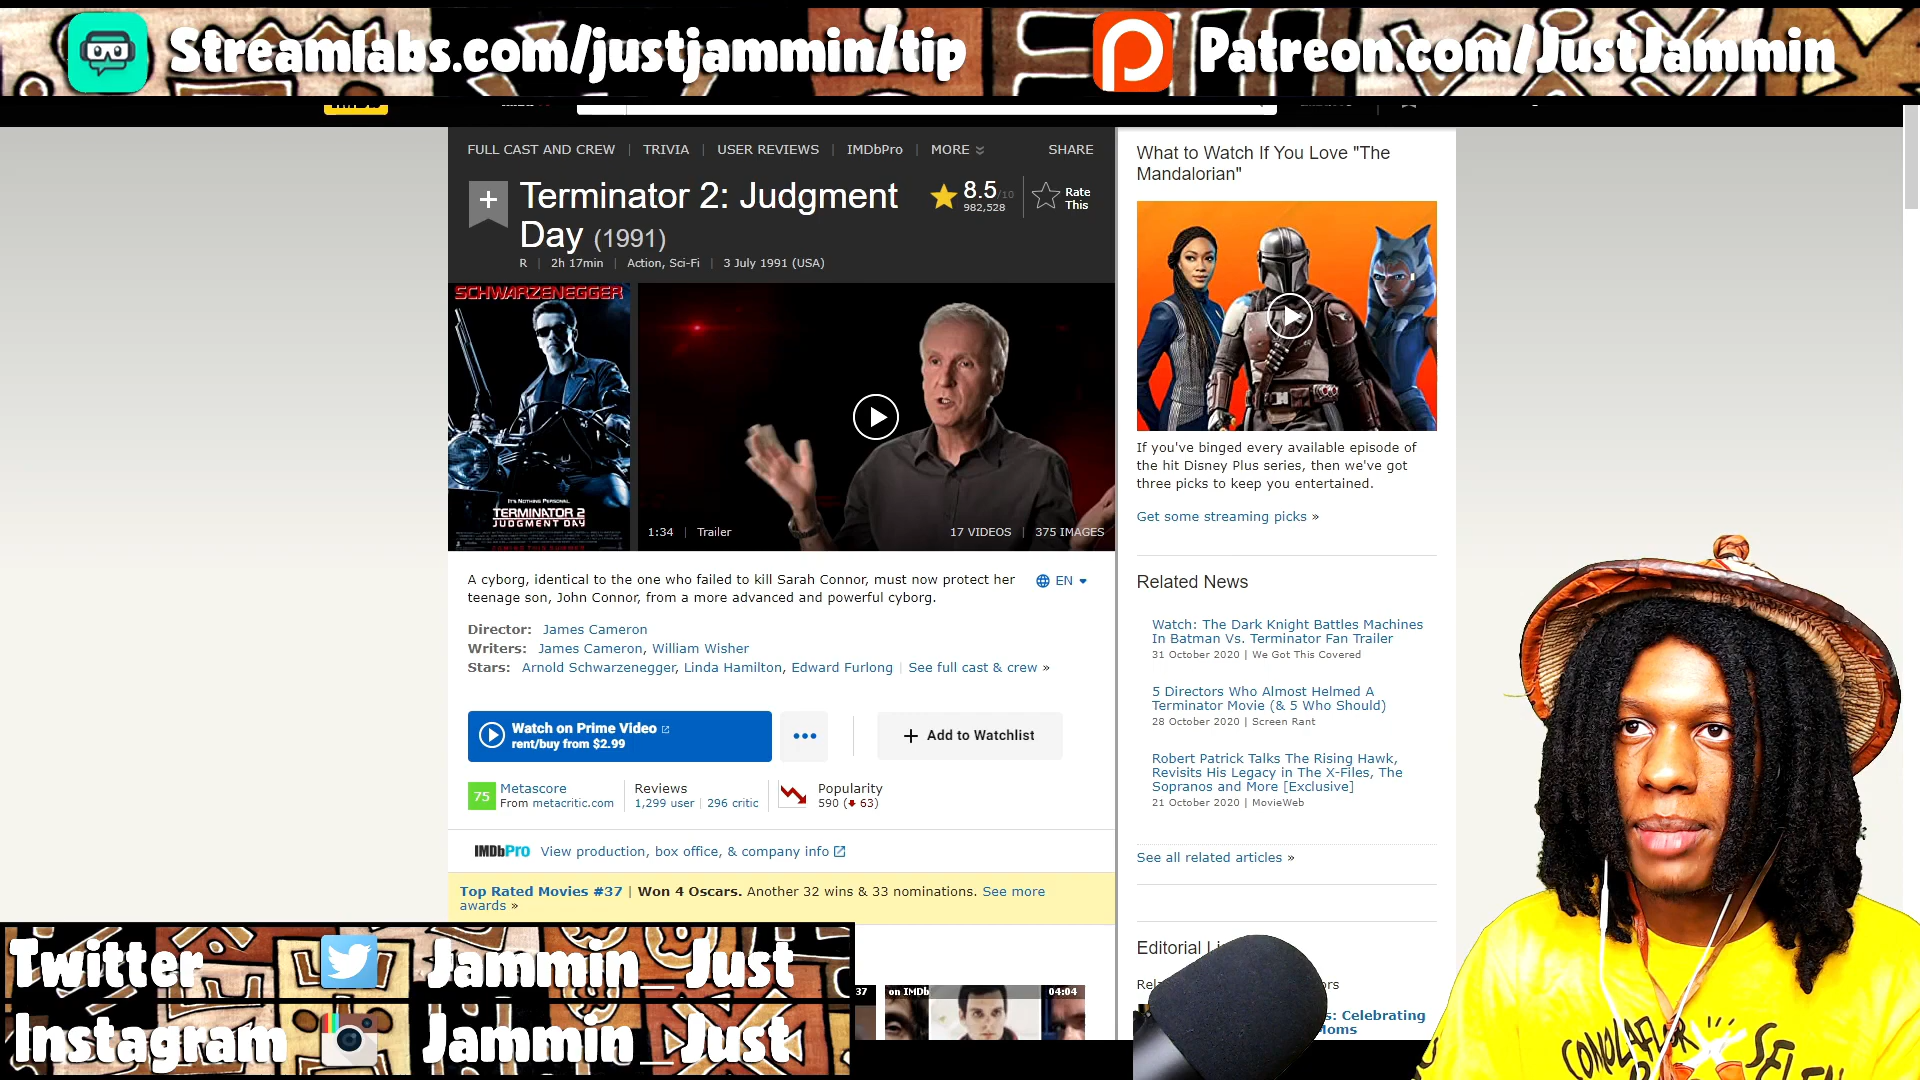 Streamlabs.com/justjammin/tip
Patreon.com/JustJammin
FULL CAST AND CREW | TRIVIA | USER REVIEWS | IMDbPro | MORE
SHARE
Terminator 2: Judgment
Day (1991)
8.5/10
982,528
Rate
This
R | 2h 17min | Action, Sci-Fi | 3 July 1991 (USA)
SCHWARZENEGGER
IT'S NOTHING PERSONAL.
TERMINATOR 2
JUDGMENT DAY
1:34 | Trailer
17 VIDEOS | 375 IMAGES
A cyborg, identical to the one who failed to kill Sarah Connor, must now protect her
teenage son, John Connor, from a more advanced and powerful cyborg.
EN
Director: James Cameron
Writers: James Cameron, William Wisher
Stars: Arnold Schwarzenegger, Linda Hamilton, Edward Furlong | See full cast & crew »
Watch on Prime Video
rent/buy from $2.99
+ Add to Watchlist
75
Metascore
From metacritic.com
Reviews
1,299 user | 296 critic
Popularity
590 (63)
IMDbPro View production, box office, & company info
Top Rated Movies #37 | Won 4 Oscars. Another 32 wins & 33 nominations. See more
awards »
37
on IMDb
04:04
What to Watch If You Love "The
Mandalorian"
If you've binged every available episode of
the hit Disney Plus series, then we've got
three picks to keep you entertained.
Get some streaming picks »
Related News
Watch: The Dark Knight Battles Machines
In Batman Vs. Terminator Fan Trailer
31 October 2020 | We Got This Covered
5 Directors Who Almost Helmed A
Terminator Movie (& 5 Who Should)
28 October 2020 | Screen Rant
Robert Patrick Talks The Rising Hawk,
Revisits His Legacy in The X-Files, The
Sopranos and More [Exclusive]
21 October 2020 | MovieWeb
See all related articles »
Editorial
Celebrating
Moms
Twitter Jammin_Just
Instagram Jammin_Just